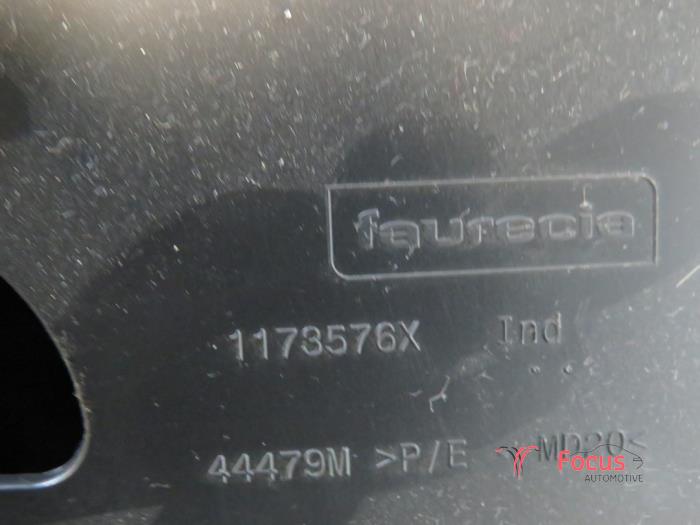 faurecia
1173576X Ind
44479M >P/E MD20<
Focus
AUTOMOTIVE